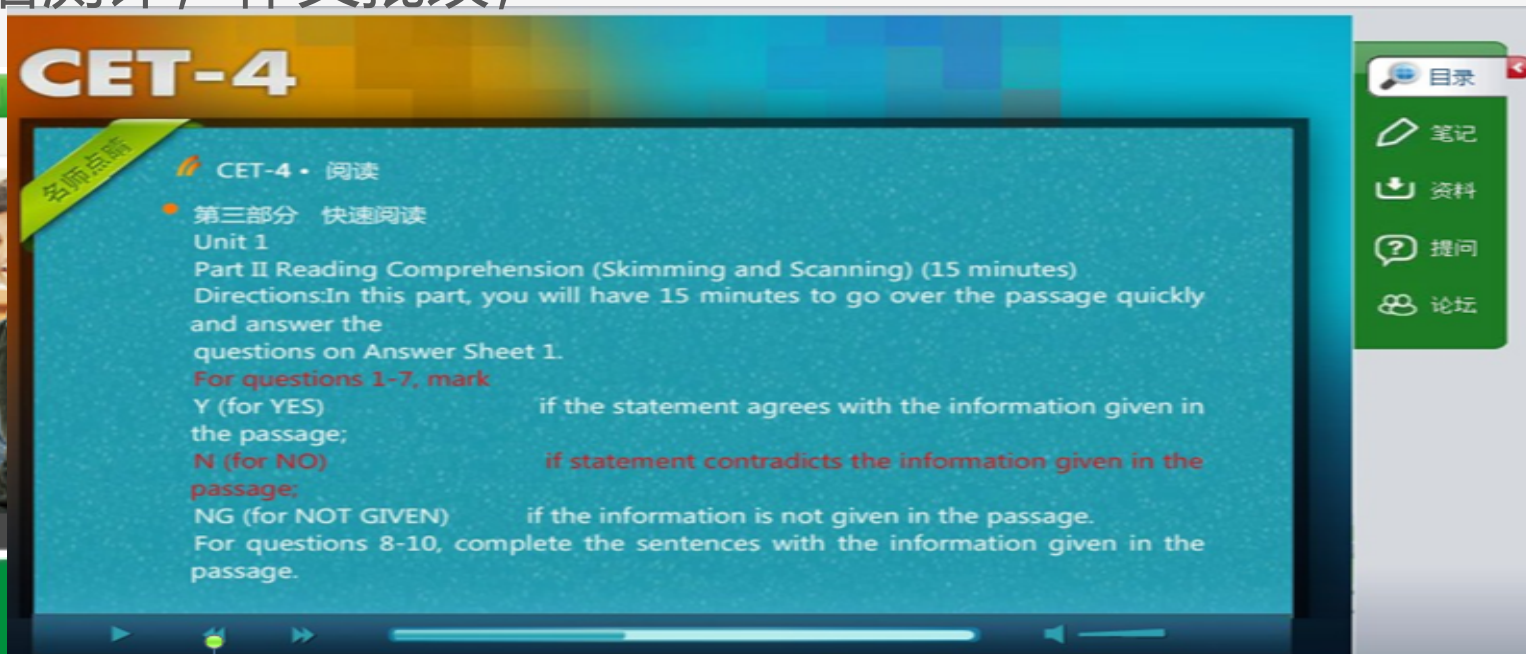 CET-4
目录
笔记
资料
提问
论坛
名师点睛
CET-4 • 阅读
第三部分 快速阅读
Unit 1
Part II Reading Comprehension (Skimming and Scanning) (15 minutes)
Directions:In this part, you will have 15 minutes to go over the passage quickly
and answer the
questions on Answer Sheet 1.
For questions 1-7, mark
Y (for YES) if the statement agrees with the information given in
the passage;
N (for NO) if statement contradicts the information given in the
passage;
NG (for NOT GIVEN) if the information is not given in the passage.
For questions 8-10, complete the sentences with the information given in the
passage.